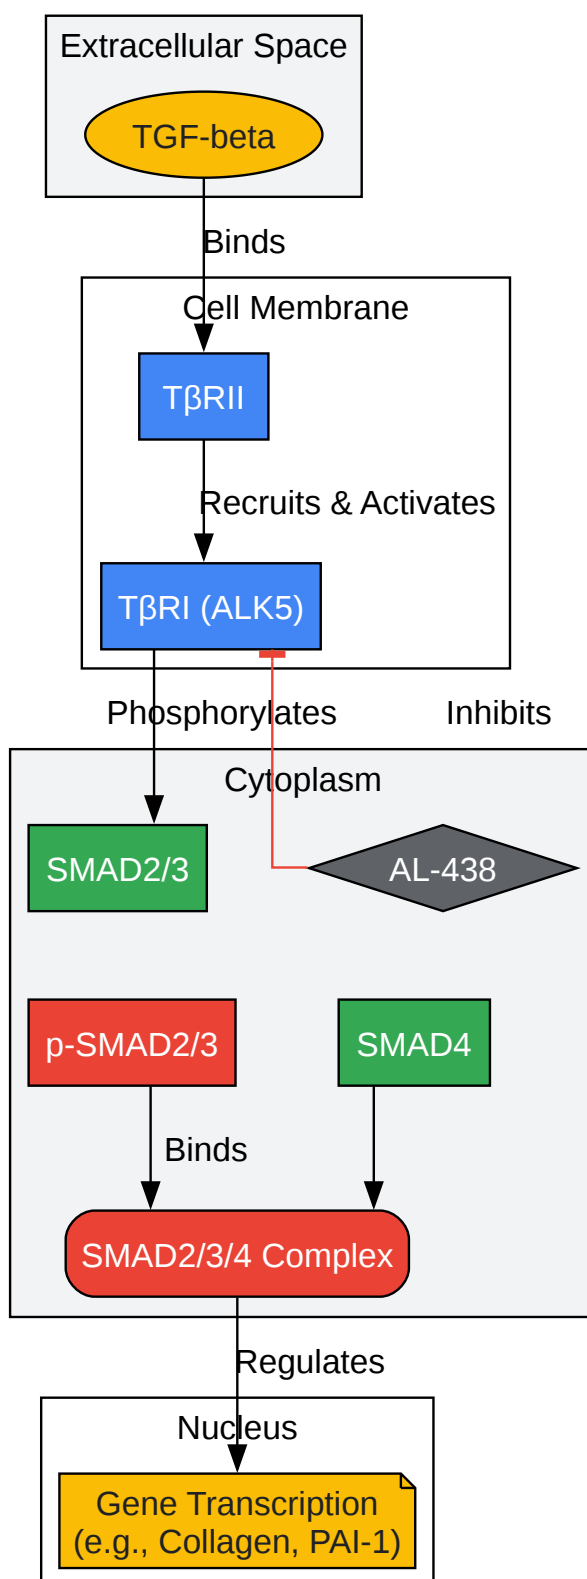 Extracellular Space
TGF-beta
Binds
Cell Membrane
TβRII
Recruits & Activates
TβRI (ALK5)
Phosphorylates
Inhibits
Cytoplasm
SMAD2/3
AL-438
p-SMAD2/3
SMAD4
Binds
SMAD2/3/4 Complex
Regulates
Nucleus
Gene Transcription
(e.g., Collagen, PAI-1)